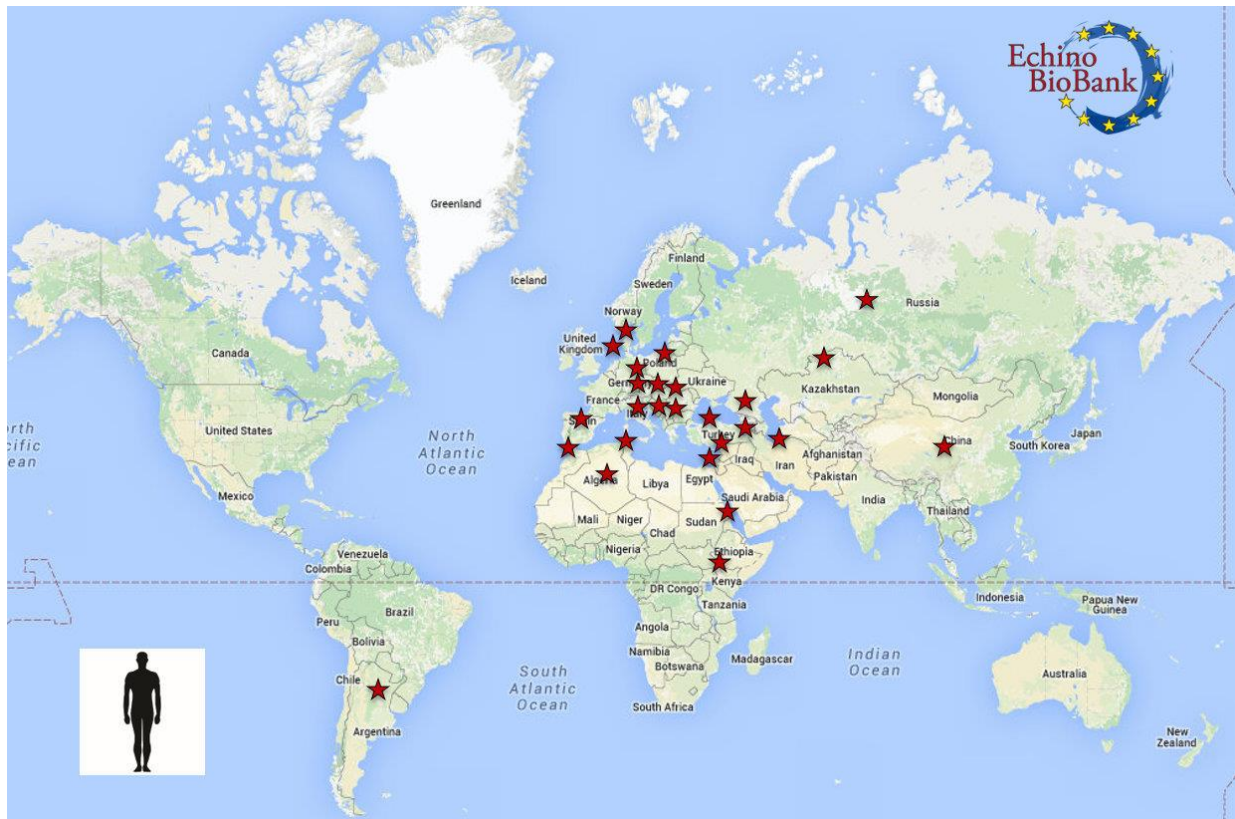 Echino
BioBank
Greenland
Iceland
Finland
Sweden
Norway
Russia
United
Kingdom
Canada
Poland
Germ
Ukraine
Kazakhstan
France
Mongolia
Italy
Spain
United States
North
Atlantic
Ocean
Turkey
China
South Korea
Japan
Afghanistan
Iraq
Iran
Pakistan
Algeria
Libya
Egypt
Saudi Arabia
India
Mexico
Mali
Niger
Sudan
Thailand
Chad
Nigeria
Ethiopia
Venezuela
Colombia
Kenya
DR Congo
Indonesia
Papua New
Guinea
Tanzania
Brazil
Peru
Angola
Bolivia
Namibia
Madagascar
Indian
Ocean
Botswana
Chile
South
Atlantic
Ocean
Australia
South Africa
Argentina
New
Zealand